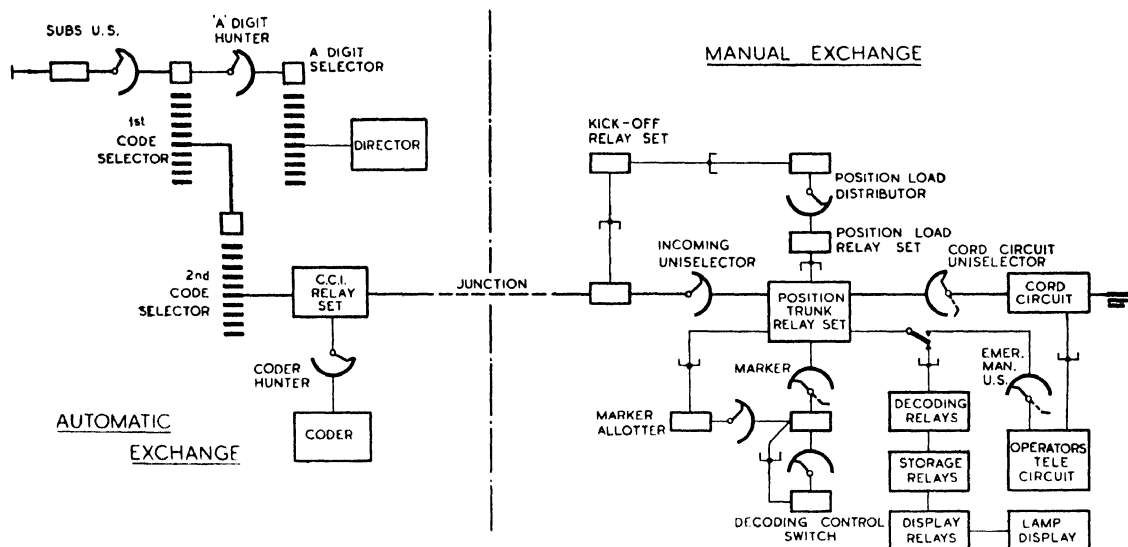 SUBS U.S.
'A' DIGIT
HUNTER
A DIGIT
SELECTOR
1st
CODE
SELECTOR
DIRECTOR
2nd
CODE
SELECTOR
C.C.I.
RELAY
SET
CODER
HUNTER
CODER
AUTOMATIC
EXCHANGE
JUNCTION
MANUAL EXCHANGE
KICK-OFF
RELAY SET
POSITION LOAD
DISTRIBUTOR
POSITION LOAD
RELAY SET
INCOMING
UNISELECTOR
CORD CIRCUIT
UNISELECTOR
POSITION
TRUNK
RELAY SET
CORD
CIRCUIT
MARKER
EMER.
MAN.
U.S.
MARKER
ALLOTTER
DECODING
RELAYS
STORAGE
RELAYS
OPERATORS
TELE
CIRCUIT
DECODING CONTROL
SWITCH
DISPLAY
RELAYS
LAMP
DISPLAY